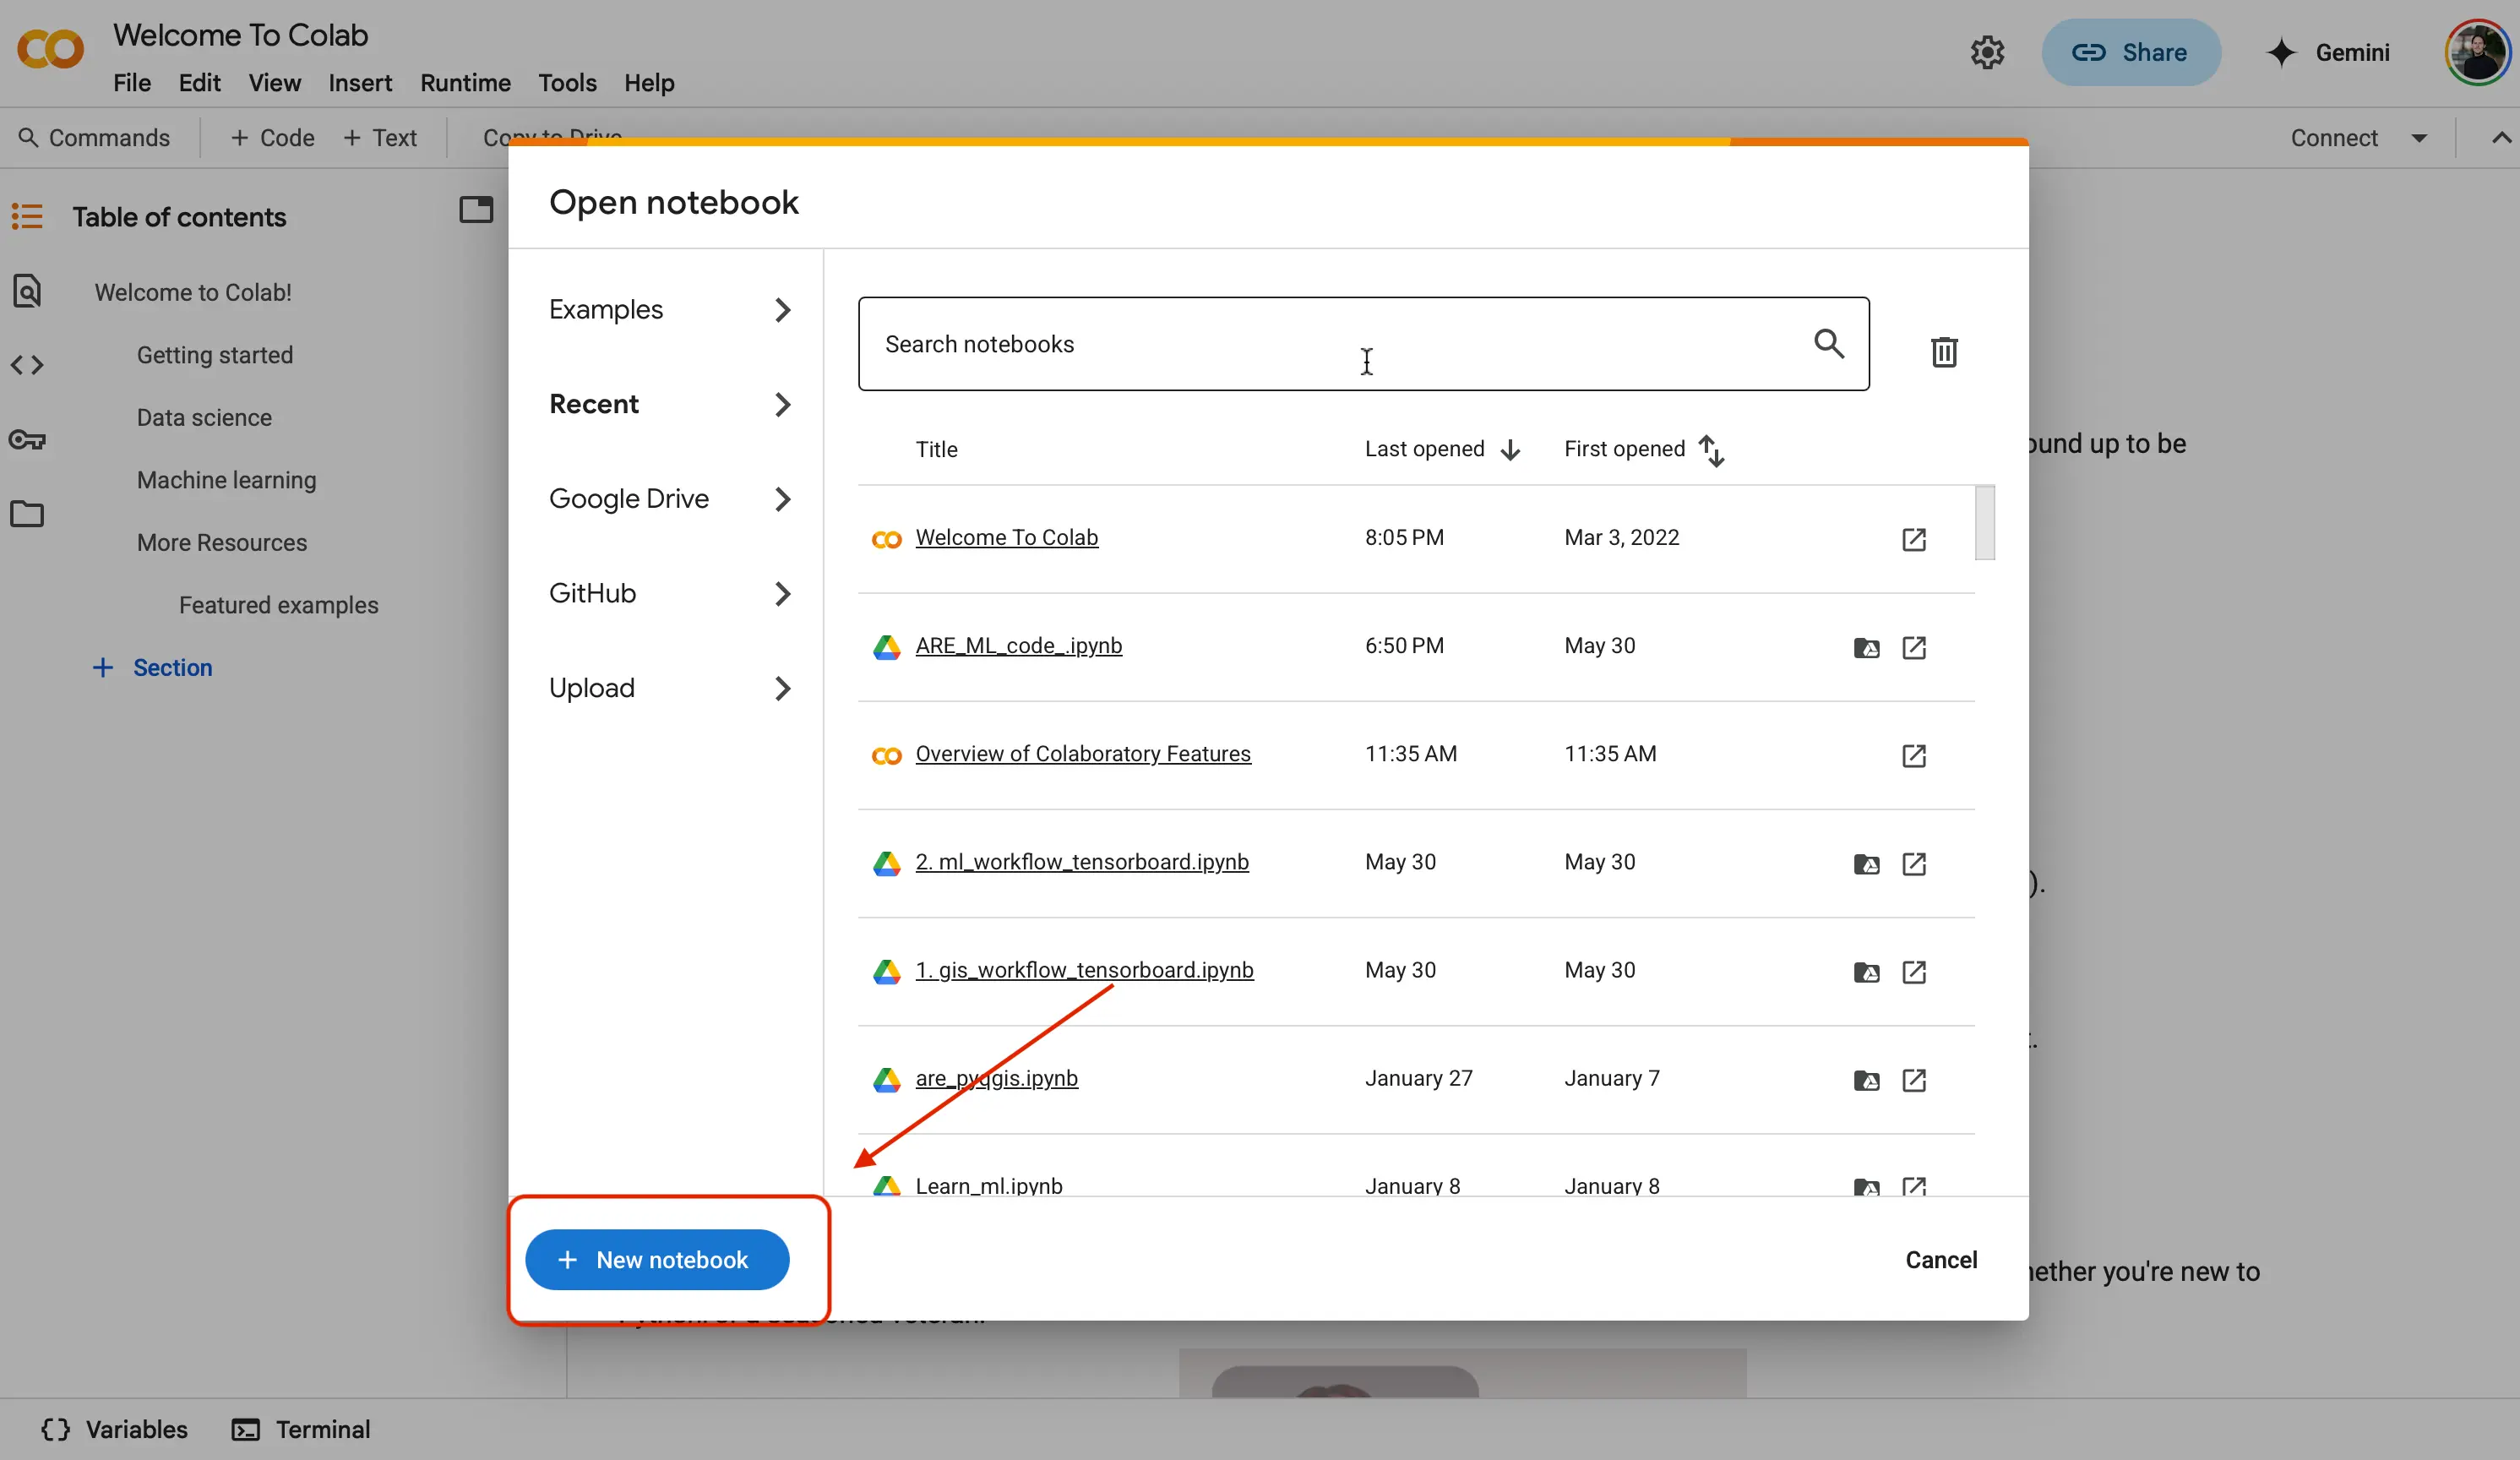 Welcome To Colab
File Edit View Insert Runtime Tools Help
Share
Gemini
Commands + Code + Text Copy to Drive
Connect
Table of contents
Welcome to Colab!
Getting started
Data science
Machine learning
More Resources
Featured examples
+ Section
Open notebook
Examples
Recent
Google Drive
GitHub
Upload
Search notebooks
Title Last opened First opened
Welcome To Colab 8:05 PM Mar 3, 2022
ARE_ML_code_.ipynb 6:50 PM May 30
Overview of Colaboratory Features 11:35 AM 11:35 AM
2. ml_workflow_tensorboard.ipynb May 30 May 30
1. gis_workflow_tensorboard.ipynb May 30 May 30
are_pyqgis.ipynb January 27 January 7
Learn_ml.ipynb January 8 January 8
+ New notebook
Cancel
up to be
).
you're new to
{} Variables
Terminal